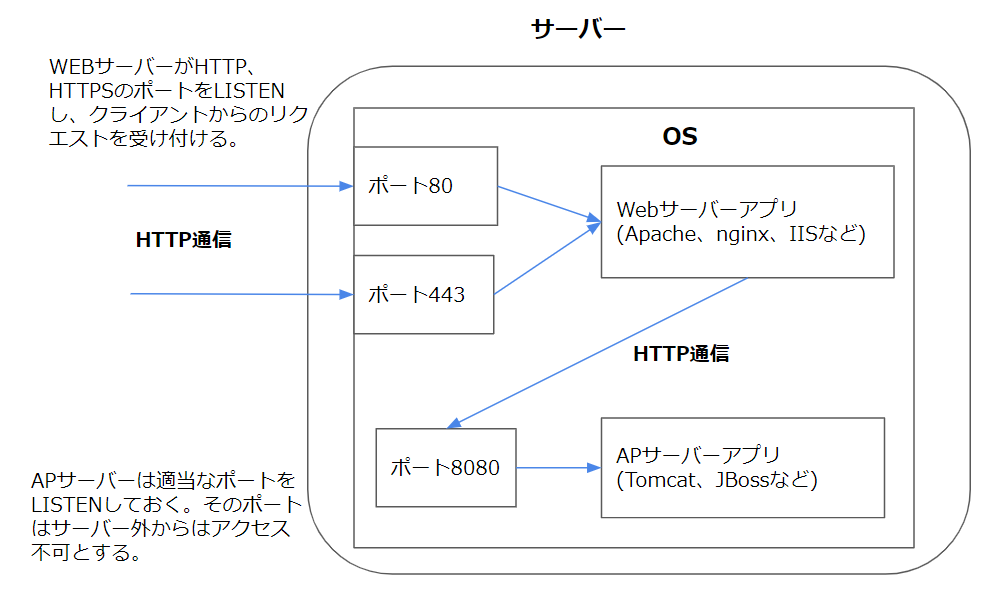 サーバー
WEBサーバーがHTTP、
HTTPSのポートをLISTEN
し、クライアントからのリク
エストを受け付ける。
OS
ポート80
Webサーバーアプリ
(Apache、nginx、IISなど)
HTTP通信
ポート443
HTTP通信
ポート8080
APサーバーアプリ
(Tomcat、JBossなど)
APサーバーは適当なポートを
LISTENしておく。そのポート
はサーバー外からはアクセス
不可とする。